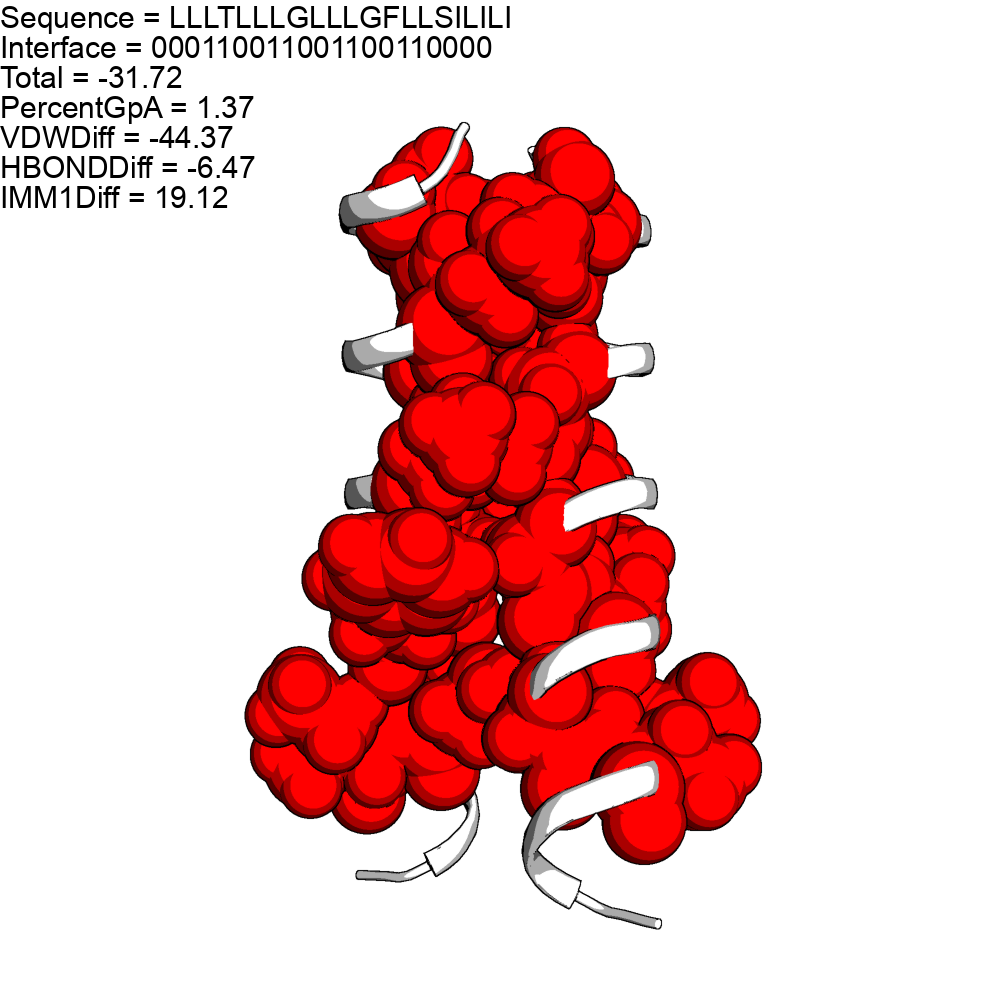 Sequence = LLLTLLLGLLLGFLLSILILI
Interface = 000110011001100110000
Total = -31.72
PercentGpA = 1.37
VDWDiff = -44.37
HBONDDiff = -6.47
IMM1Diff = 19.12